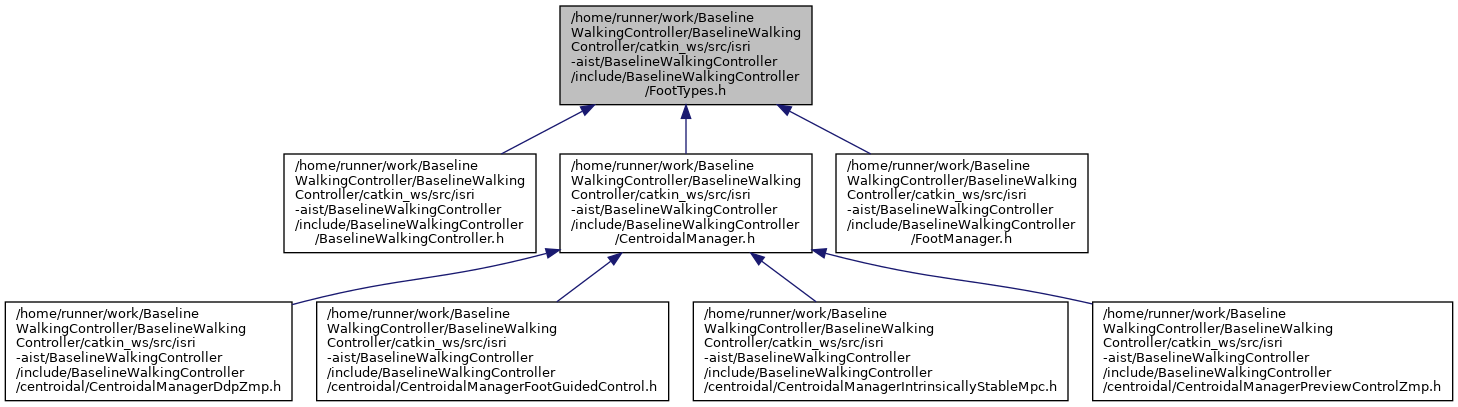 /home/runner/work/Baseline
WalkingController/BaselineWalking
Controller/catkin_ws/src/isri
-aist/BaselineWalkingController
/include/BaselineWalkingController
/FootTypes.h
/home/runner/work/Baseline
WalkingController/BaselineWalking
Controller/catkin_ws/src/isri
-aist/BaselineWalkingController
/include/BaselineWalkingController
/BaselineWalkingController.h
/home/runner/work/Baseline
WalkingController/BaselineWalking
Controller/catkin_ws/src/isri
-aist/BaselineWalkingController
/include/BaselineWalkingController
/CentroidalManager.h
/home/runner/work/Baseline
WalkingController/BaselineWalking
Controller/catkin_ws/src/isri
-aist/BaselineWalkingController
/include/BaselineWalkingController
/FootManager.h
/home/runner/work/Baseline
WalkingController/BaselineWalking
Controller/catkin_ws/src/isri
-aist/BaselineWalkingController
/include/BaselineWalkingController
/centroidal/CentroidalManagerDdpZmp.h
/home/runner/work/Baseline
WalkingController/BaselineWalking
Controller/catkin_ws/src/isri
-aist/BaselineWalkingController
/include/BaselineWalkingController
/centroidal/CentroidalManagerFootGuidedControl.h
/home/runner/work/Baseline
WalkingController/BaselineWalking
Controller/catkin_ws/src/isri
-aist/BaselineWalkingController
/include/BaselineWalkingController
/centroidal/CentroidalManagerIntrinsicallyStableMpc.h
/home/runner/work/Baseline
WalkingController/BaselineWalking
Controller/catkin_ws/src/isri
-aist/BaselineWalkingController
/include/BaselineWalkingController
/centroidal/CentroidalManagerPreviewControlZmp.h